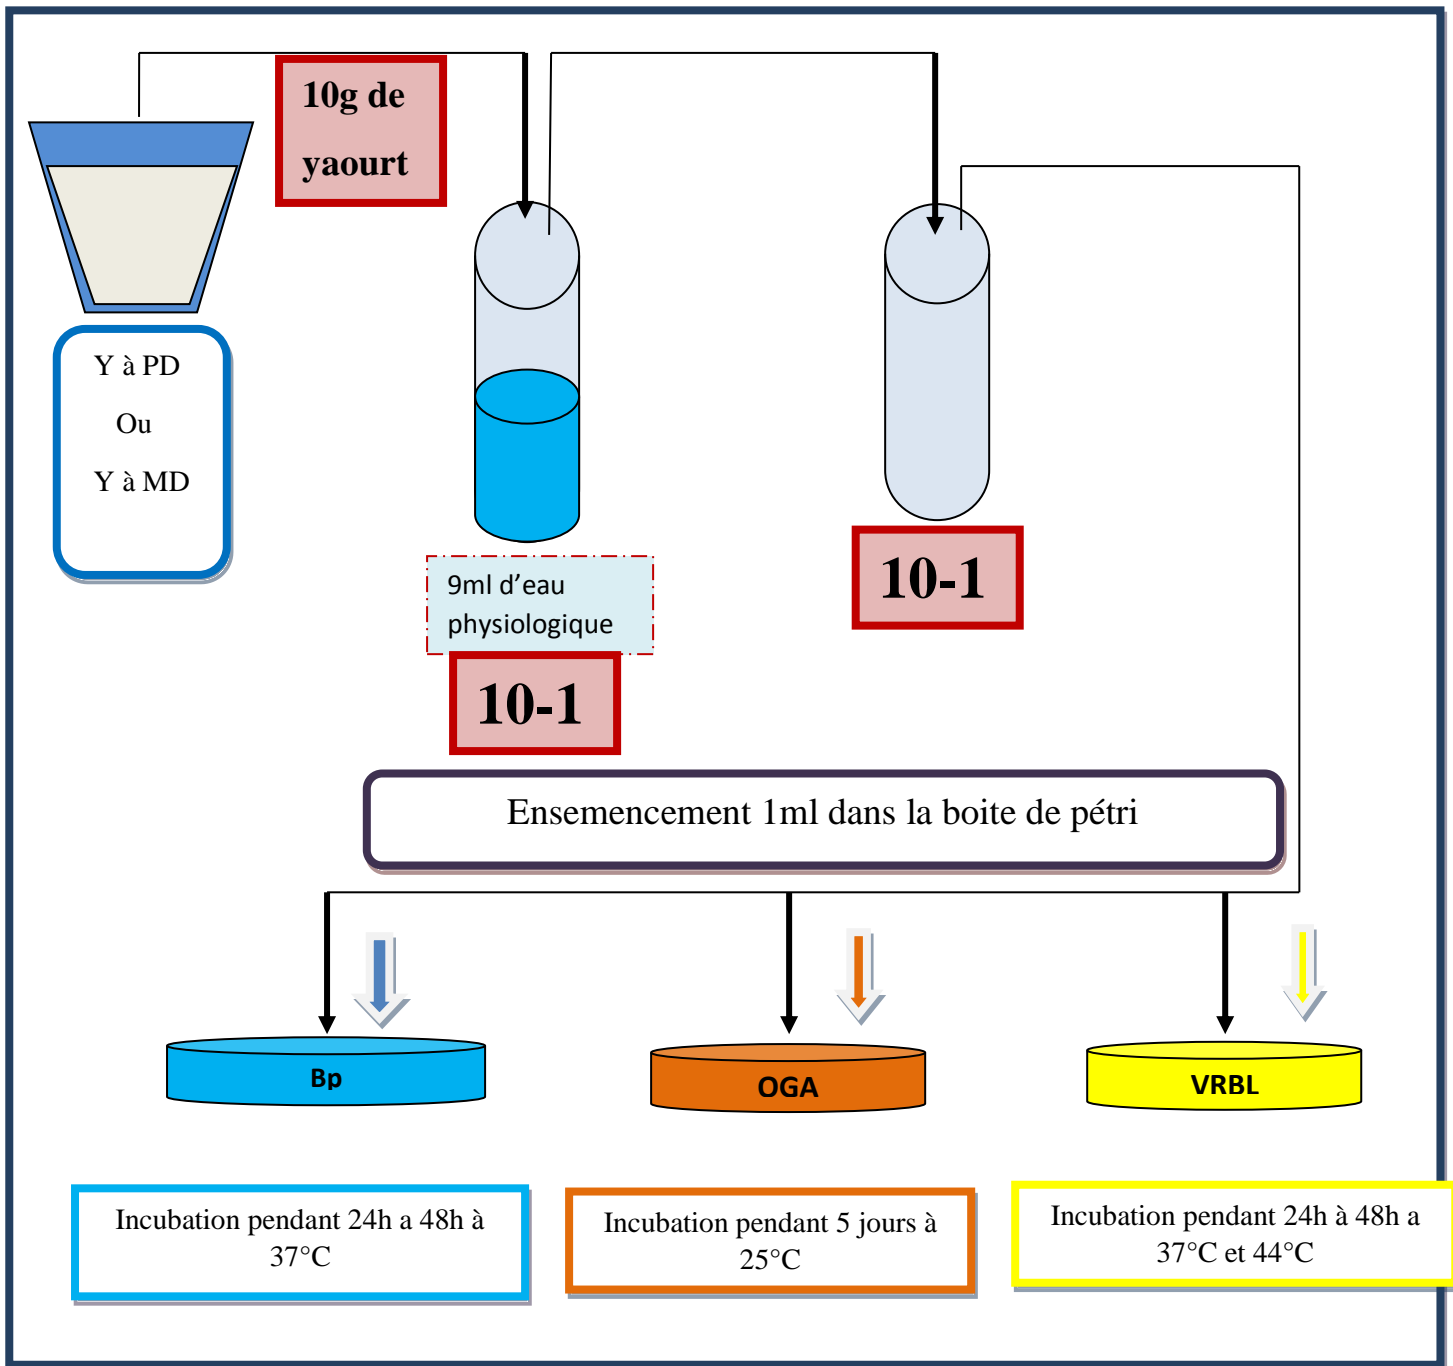 10g de
yaourt
Y à PD
Ou
Y à MD
9ml d’eau
physiologique
10-1
10-1
Ensemencement 1ml dans la boite de pétri
Bp
OGA
VRBL
Incubation pendant 24h a 48h à
37°C
Incubation pendant 5 jours à
25°C
Incubation pendant 24h à 48h a
37°C et 44°C